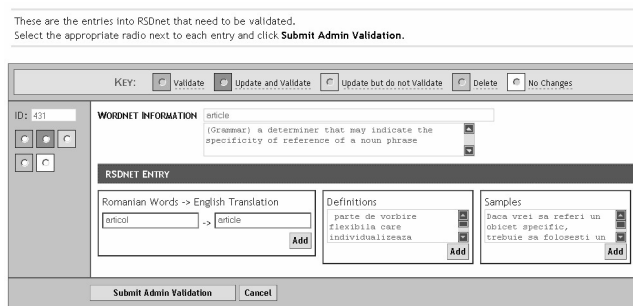 These are the entries into RSDnet that need to be validated.
Select the appropriate radio next to each entry and click Submit Admin Validation.
KEY: Validate Update and Validate Update but do not Validate Delete No Changes
ID: 431
WORDNET INFORMATION article
(Grammar) a determiner that may indicate the
specificity of reference of a noun phrase
RSDNET ENTRY
Romanian Words -> English Translation
articol -> article
Add
Definitions
parte de vorbire
flexibila care
individualizeaza
Add
Samples
Daca vrei sa referi un
obicet specific,
trebuie sa folosesti un
Add
Submit Admin Validation Cancel